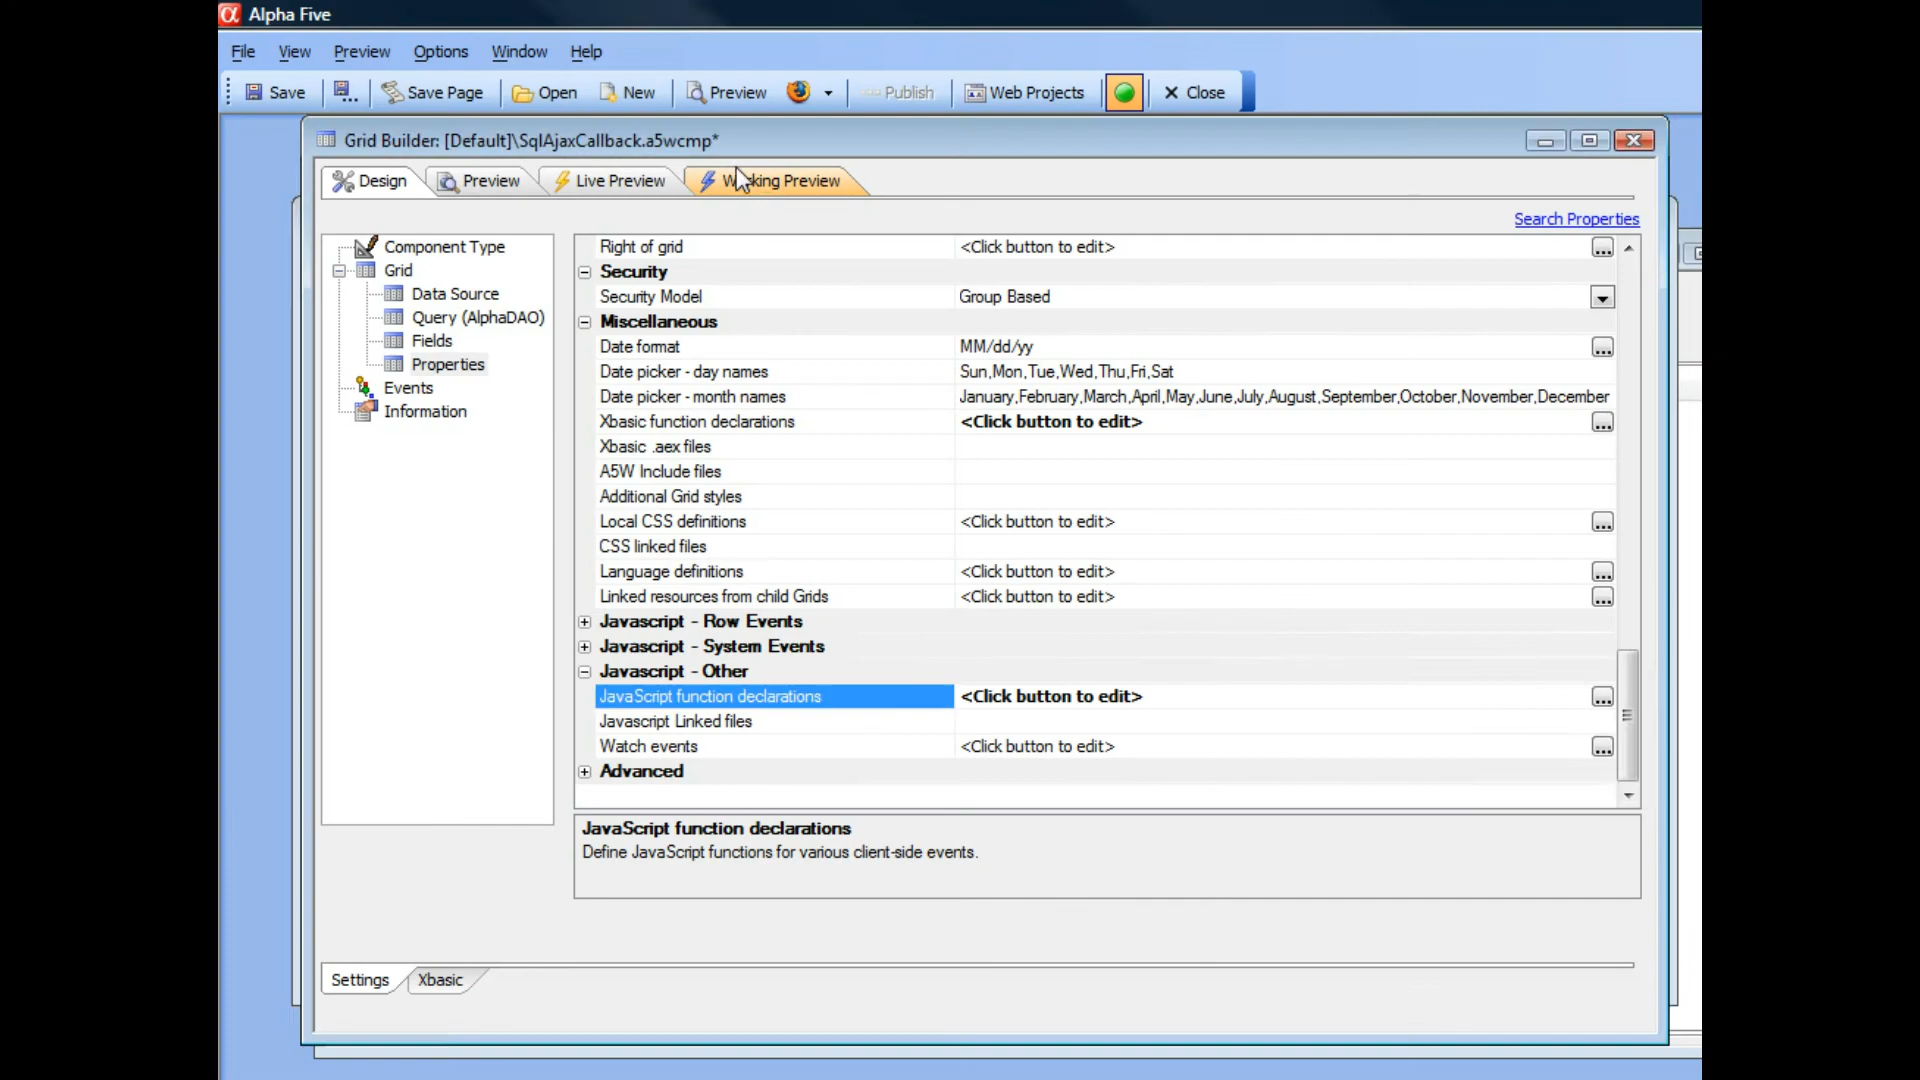 Alpha Five
File View Preview Options Window Help
Save Save Page Open New Preview Publish Web Projects Close
Grid Builder: [Default]\SqlAjaxCallback.a5wcmp*
Design Preview Live Preview Working Preview
Search Properties
Component Type
Grid
Data Source
Query (AlphaDAO)
Fields
Properties
Events
Information
Right of grid <Click button to edit> ...
Security
Security Model Group Based
Miscellaneous
Date format MM/dd/yy ...
Date picker - day names Sun,Mon,Tue,Wed,Thu,Fri,Sat
Date picker - month names January,February,March,April,May,June,July,August,September,October,November,December
Xbasic function declarations <Click button to edit> ...
Xbasic .aex files
A5W Include files
Additional Grid styles
Local CSS definitions <Click button to edit> ...
CSS linked files
Language definitions <Click button to edit> ...
Linked resources from child Grids <Click button to edit> ...
Javascript - Row Events
Javascript - System Events
Javascript - Other
JavaScript function declarations <Click button to edit> ...
Javascript Linked files
Watch events <Click button to edit> ...
Advanced
JavaScript function declarations
Define JavaScript functions for various client-side events.
Settings Xbasic